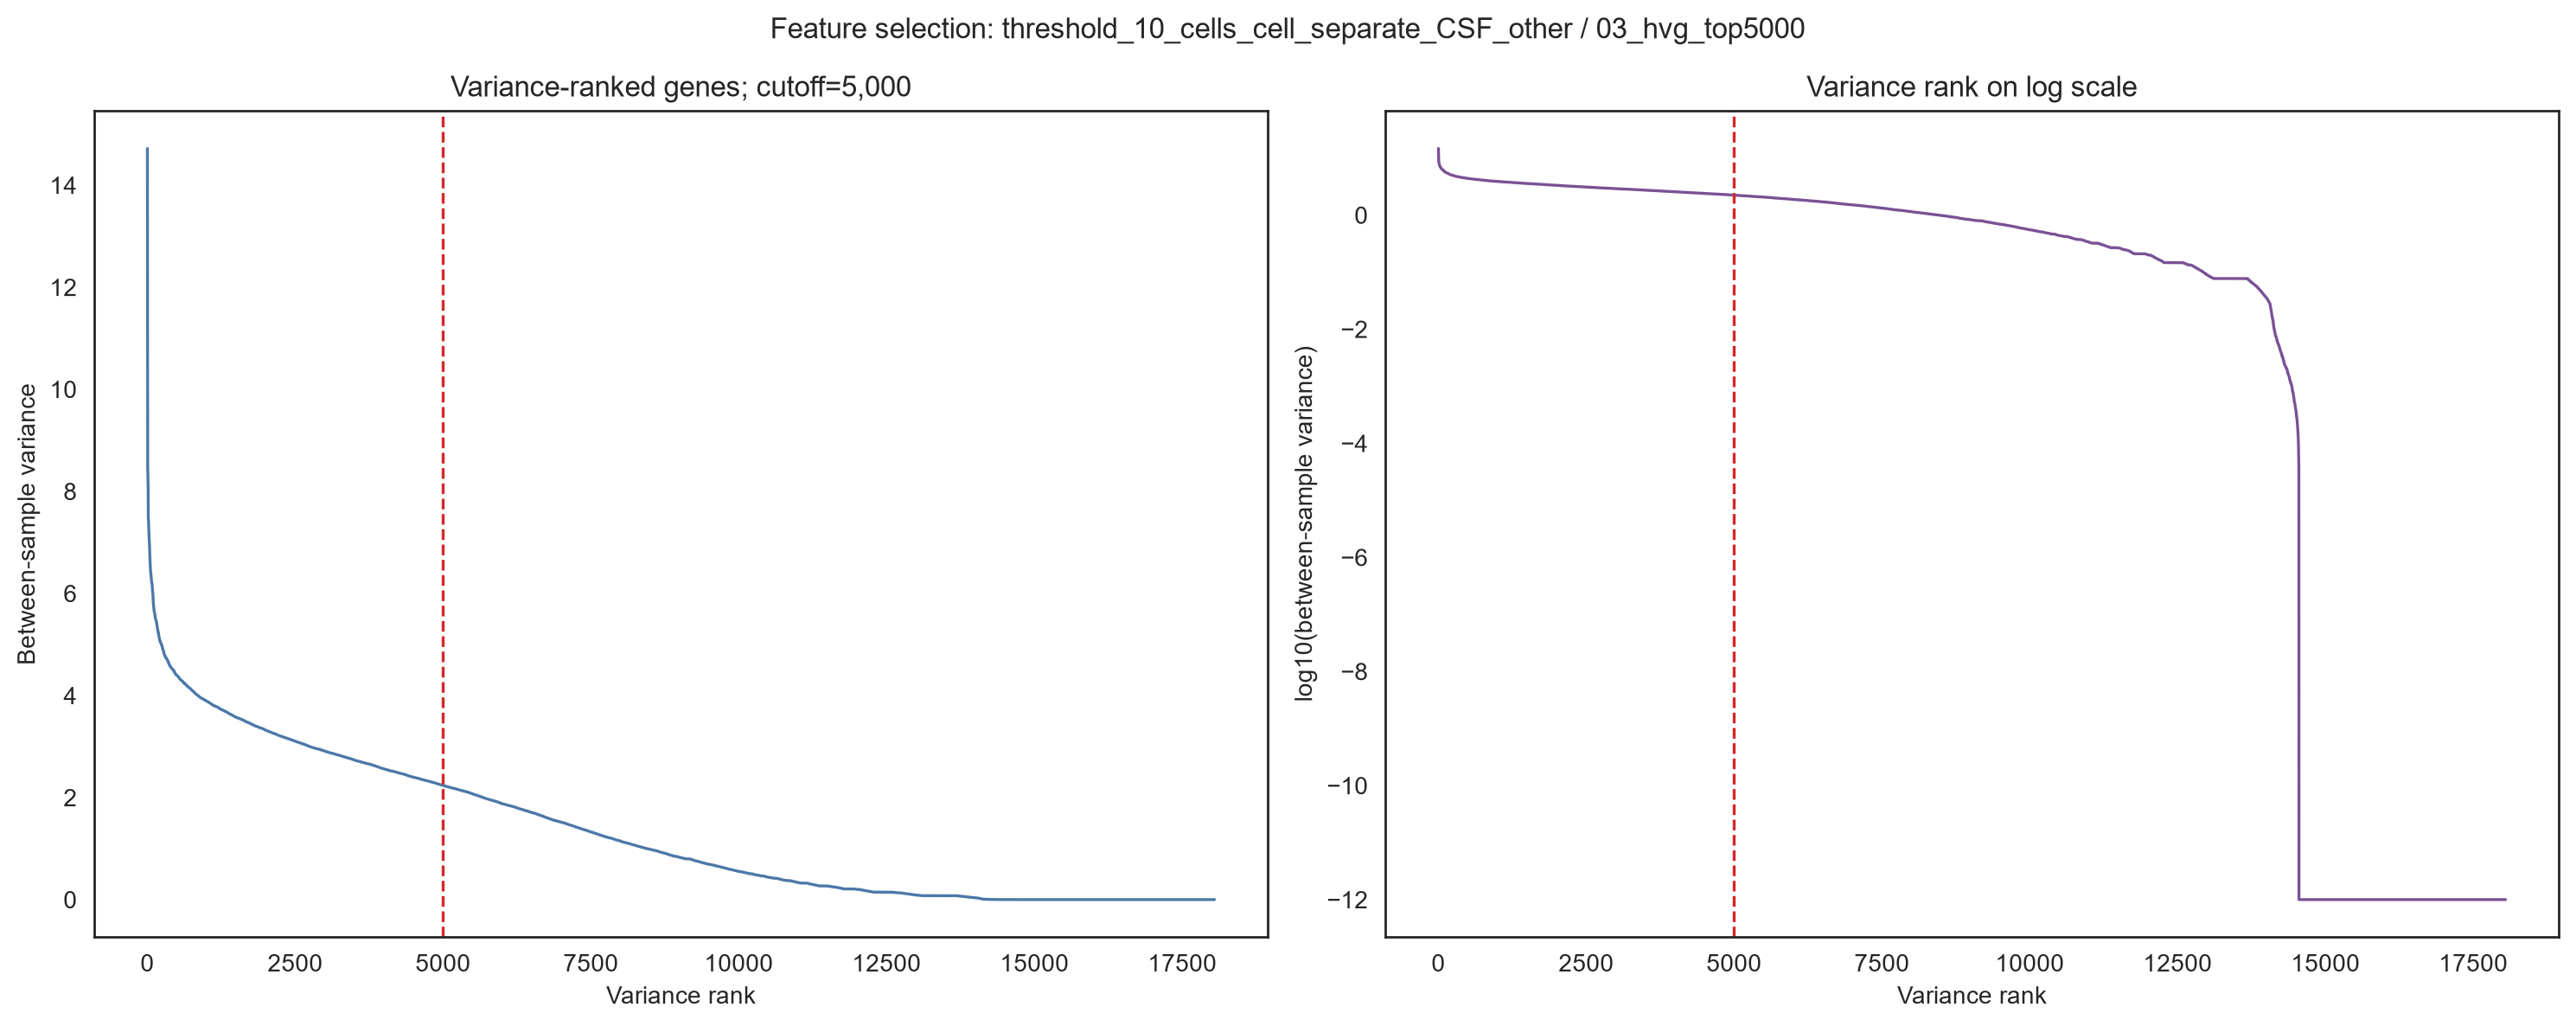 Feature selection: threshold_10_cells_cell_separate_CSF_other / 03_hvg_top5000
Variance-ranked genes; cutoff=5,000
Between-sample variance
14
12
10
8
6
4
2
0
0 2500 5000 7500 10000 12500 15000 17500
Variance rank
Variance rank on log scale
log10(between-sample variance)
0
−2
−4
−6
−8
−10
−12
0 2500 5000 7500 10000 12500 15000 17500
Variance rank